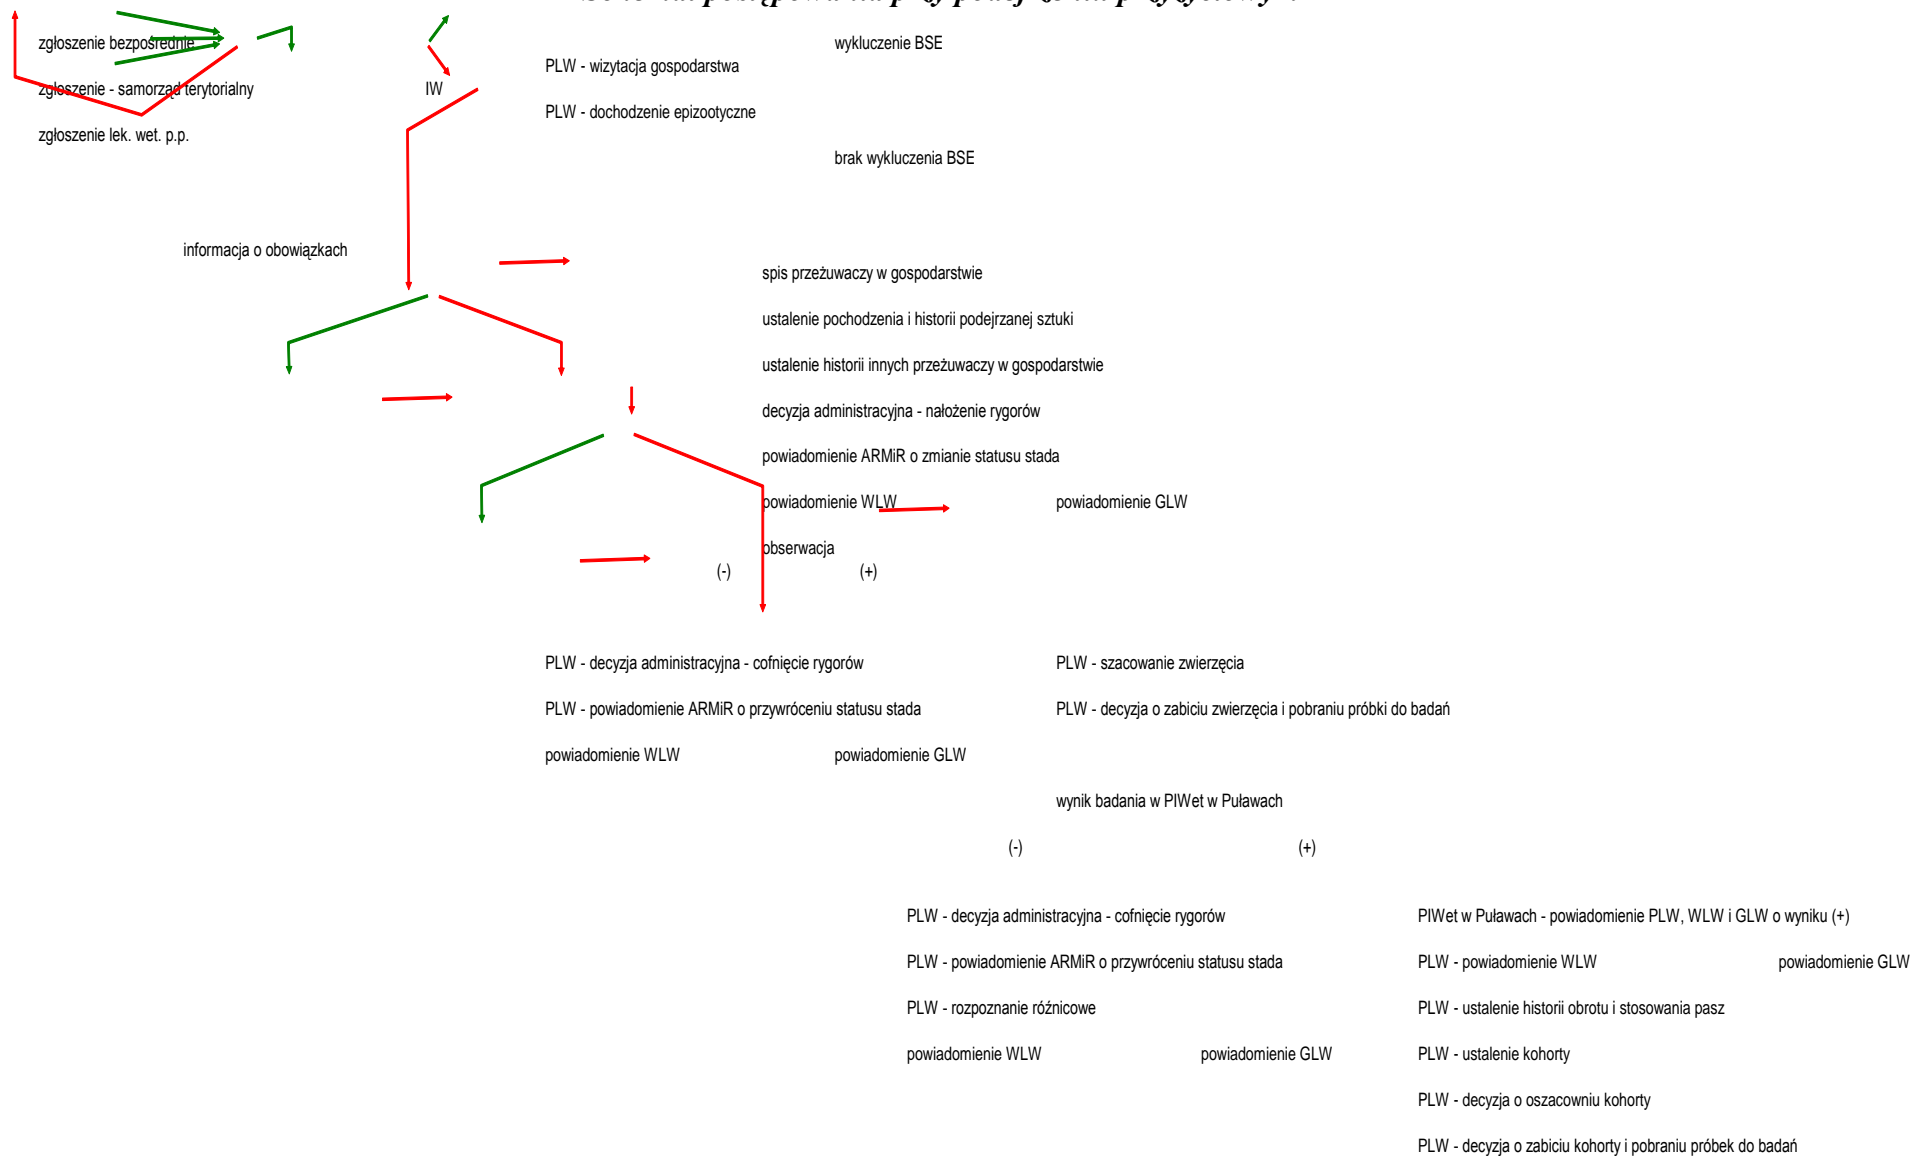 zgłoszenie bezpośrednie
wykluczenie BSE
PLW - wizytacja gospodarstwa
zgłoszenie - samorząd terytorialny
IW
PLW - dochodzenie epizootyczne
zgłoszenie lek. wet. p.p.
brak wykluczenia BSE
informacja o obowiązkach
spis przeżuwaczy w gospodarstwie
ustalenie pochodzenia i historii podejrzanej sztuki
ustalenie historii innych przeżuwaczy w gospodarstwie
decyzja administracyjna - nałożenie rygorów
powiadomienie ARMiR o zmianie statusu stada
powiadomienie WLW
powiadomienie GLW
obserwacja
(-)
(+)
PLW - decyzja administracyjna - cofnięcie rygorów
PLW - szacowanie zwierzęcia
PLW - powiadomienie ARMiR o przywróceniu statusu stada
PLW - decyzja o zabiciu zwierzęcia i pobraniu próbki do badań
powiadomienie WLW
powiadomienie GLW
wynik badania w PIWet w Puławach
(-)
(+)
PLW - decyzja administracyjna - cofnięcie rygorów
PIWet w Puławach - powiadomienie PLW, WLW i GLW o wyniku (+)
PLW - powiadomienie ARMiR o przywróceniu statusu stada
PLW - powiadomienie WLW
powiadomienie GLW
PLW - rozpoznanie różnicowe
PLW - ustalenie historii obrotu i stosowania pasz
powiadomienie WLW
powiadomienie GLW
PLW - ustalenie kohorty
PLW - decyzja o oszacowniu kohorty
PLW - decyzja o zabiciu kohorty i pobraniu próbek do badań